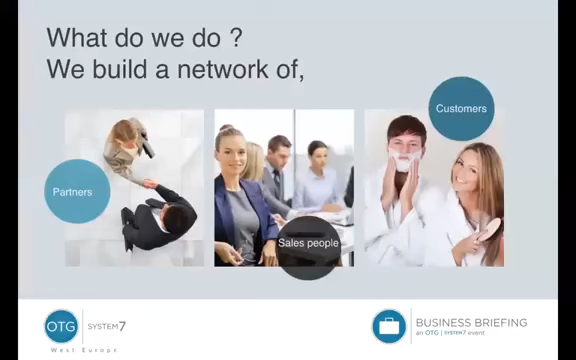 What do we do ?
We build a network of,
Customers
Partners
Sales people
OTG SYSTEM7
West Europe
BUSINESS BRIEFING
an OTG | SYSTEM7 event